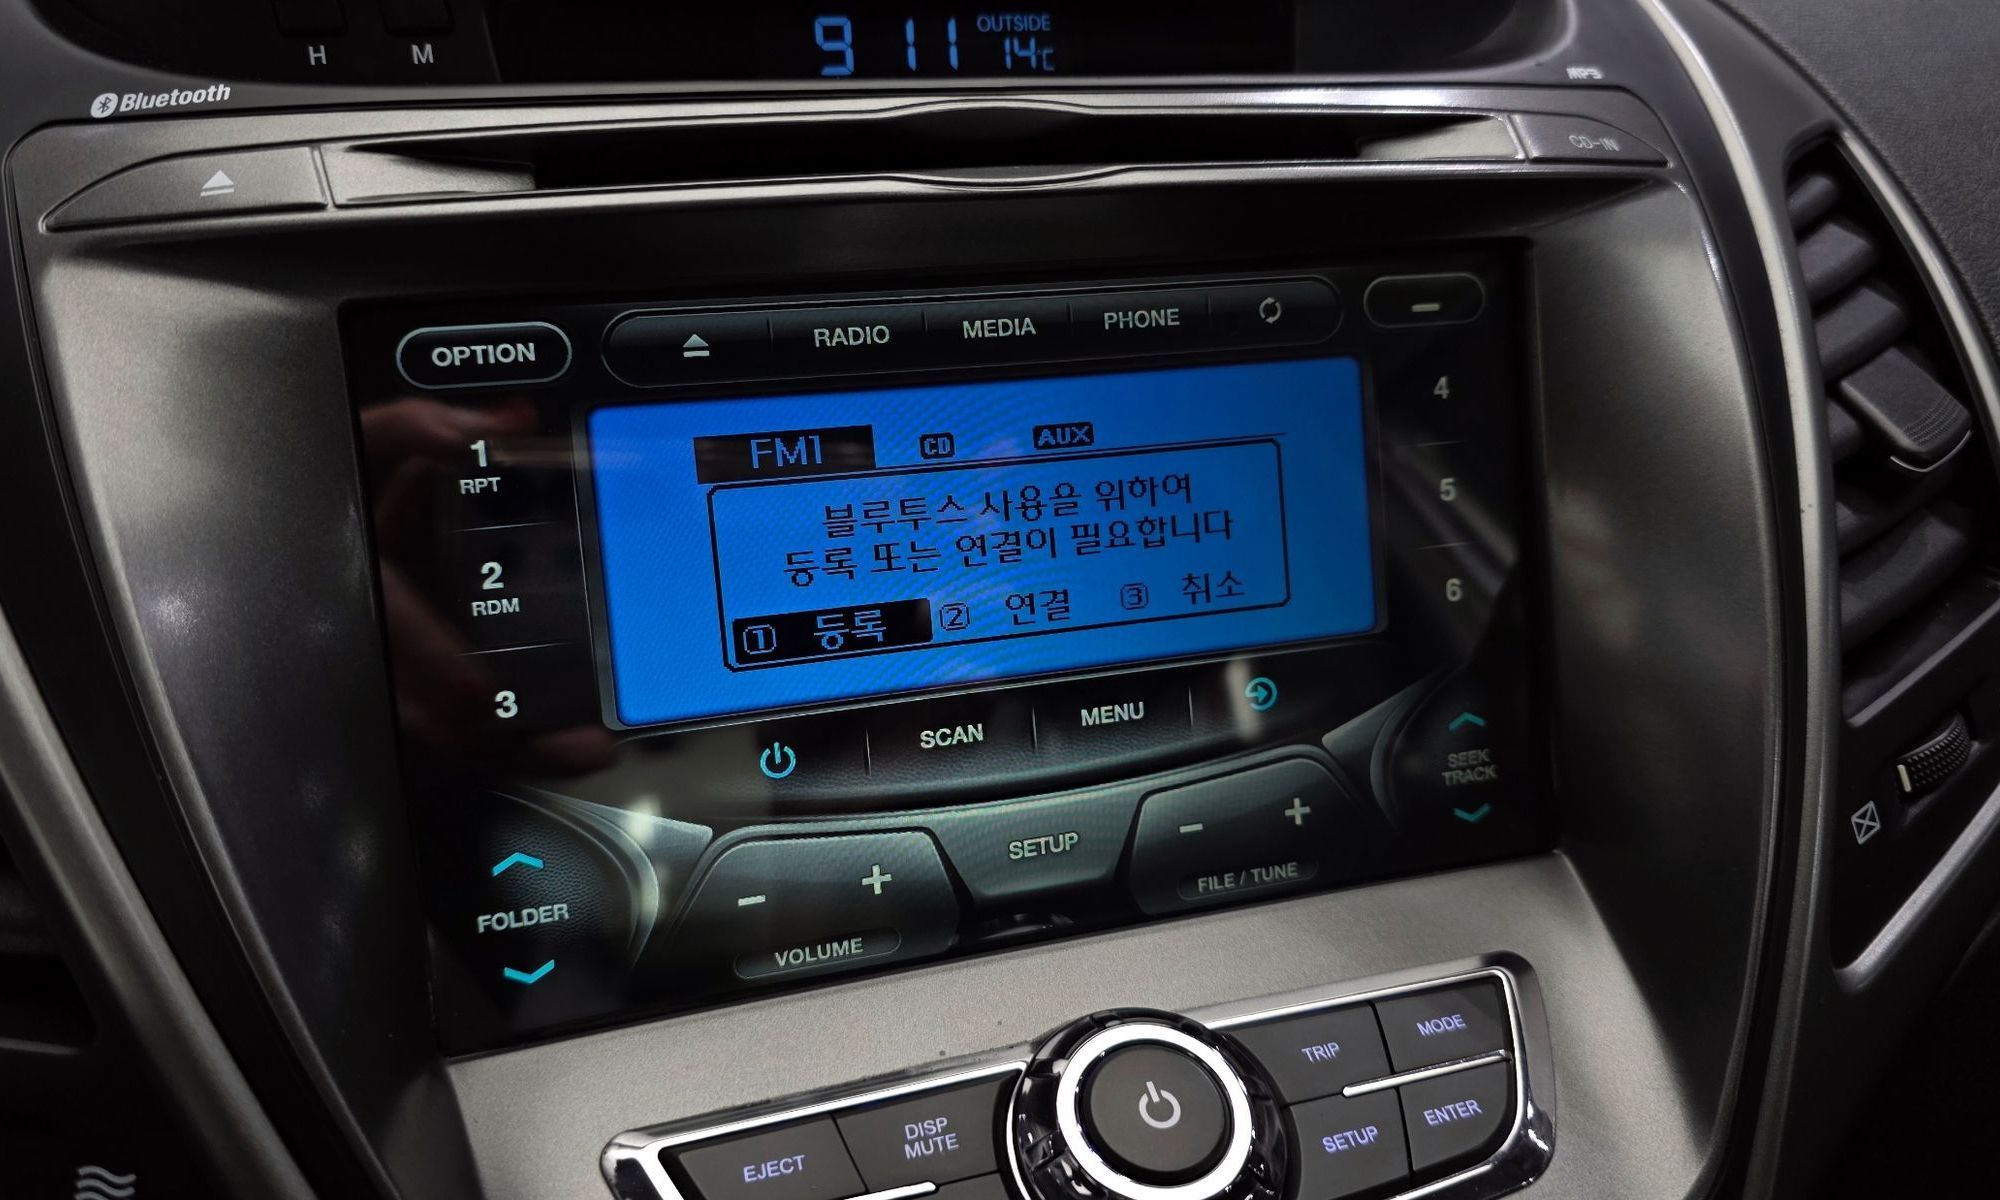 H M
9 11
OUTSIDE
14°C
Bluetooth
MP3
CD-IN
OPTION
RADIO MEDIA PHONE
FM1 CD AUX
블루투스 사용을 위하여
등록 또는 연결이 필요합니다
① 등록 ② 연결 ③ 취소
1
RPT
2
RDM
3
4
5
6
SCAN MENU
SEEK
TRACK
FOLDER
- + VOLUME
SETUP
- + FILE / TUNE
EJECT
DISP
MUTE
TRIP MODE
SETUP ENTER